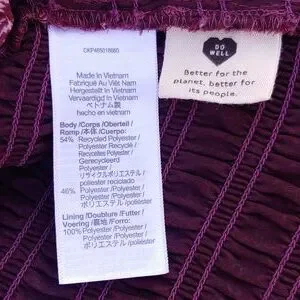 CKP465018680
Made In Vietnam
Fabriqué Au Viêt Nam
Hergestellt In Vietnam
Vervaardigd In Vietnam
ベトナム製
hecho en Vietnam
Body /Corps /Oberteil /
Romp /本体 /Cuerpo:
54% Recycled Polyester /
Polyester Recyclé /
Recyceltes Polyester /
Gerecycleerd
Polyester /
リサイクルポリエステル /
poliester reciclado
46% Polyester /Polyester /
Polyester /Polyester /
ポリエステル /Poliester
Lining /Doublure /Futter /
Voering /裏地 /Forro:
100% Polyester /Polyester /
Polyester /Polyester /
ポリエステル /Poliester
DO
WELL
Better for the
planet, better for
its people.